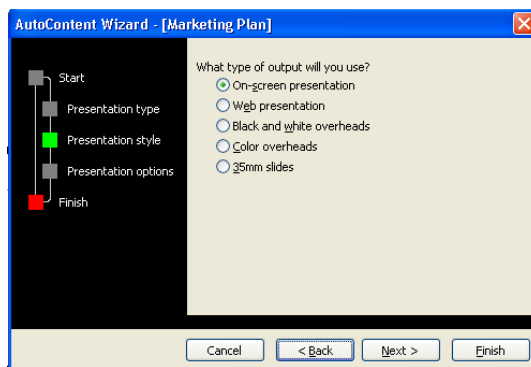 AutoContent Wizard - [Marketing Plan]
Start
Presentation type
Presentation style
Presentation options
Finish
What type of output will you use?
On-screen presentation
Web presentation
Black and white overheads
Color overheads
35mm slides
Cancel
< Back
Next >
Finish